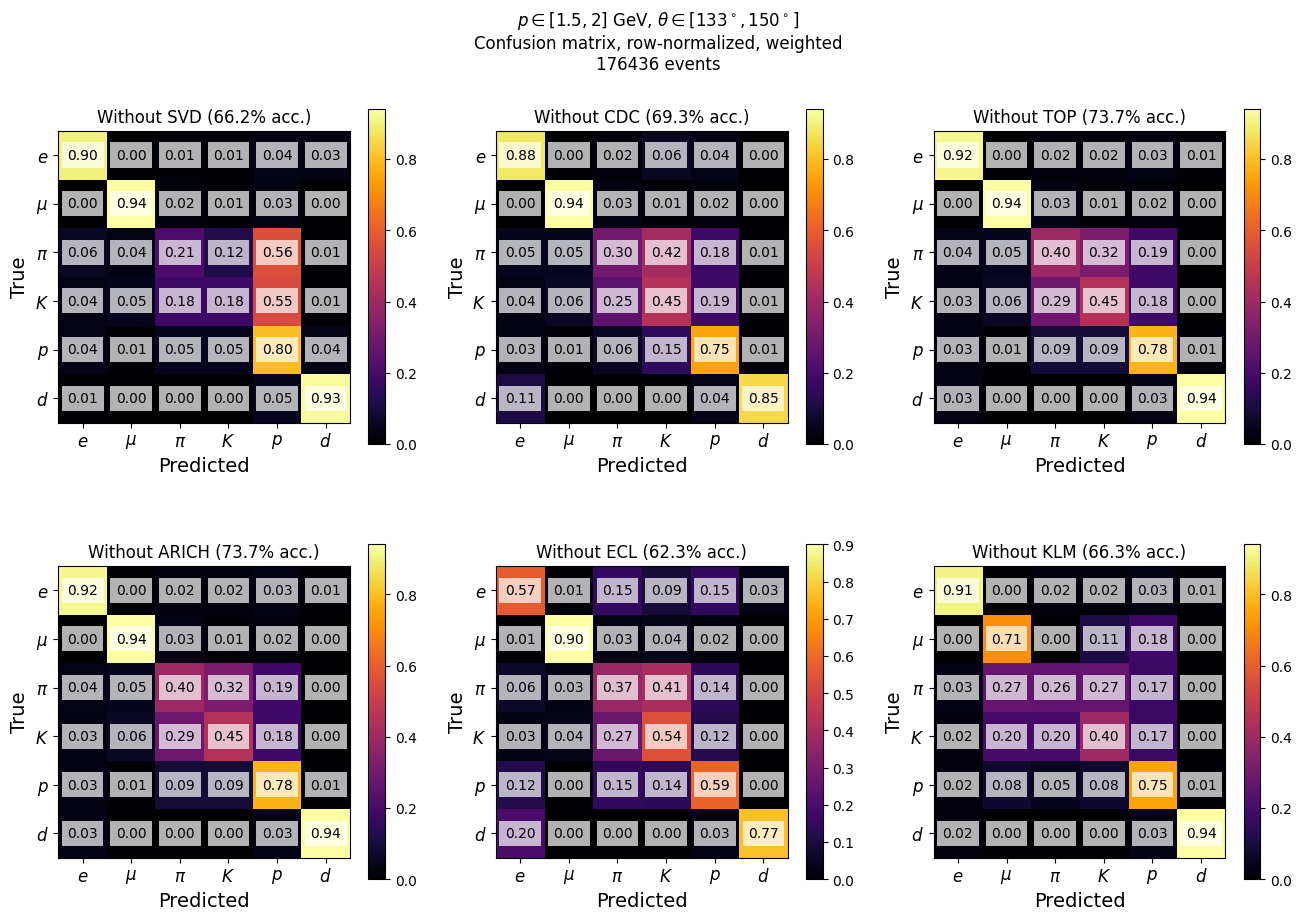 p ∈ [1.5, 2] GeV, θ ∈ [133°, 150°]
Confusion matrix, row-normalized, weighted
176436 events
Without SVD (66.2% acc.)
True
e 0.90 0.00 0.01 0.01 0.04 0.03
μ 0.00 0.94 0.02 0.01 0.03 0.00
π 0.06 0.04 0.21 0.12 0.56 0.01
K 0.04 0.05 0.18 0.18 0.55 0.01
p 0.04 0.01 0.05 0.05 0.80 0.04
d 0.01 0.00 0.00 0.00 0.05 0.93
e μ π K p d
Predicted
0.8
0.6
0.4
0.2
0.0
Without CDC (69.3% acc.)
True
e 0.88 0.00 0.02 0.06 0.04 0.00
μ 0.00 0.94 0.03 0.01 0.02 0.00
π 0.05 0.05 0.30 0.42 0.18 0.01
K 0.04 0.06 0.25 0.45 0.19 0.01
p 0.03 0.01 0.06 0.15 0.75 0.01
d 0.11 0.00 0.00 0.00 0.04 0.85
e μ π K p d
Predicted
0.8
0.6
0.4
0.2
0.0
Without TOP (73.7% acc.)
True
e 0.92 0.00 0.02 0.02 0.03 0.01
μ 0.00 0.94 0.03 0.01 0.02 0.00
π 0.04 0.05 0.40 0.32 0.19 0.01
K 0.03 0.06 0.29 0.45 0.18 0.00
p 0.03 0.01 0.09 0.09 0.78 0.01
d 0.03 0.00 0.00 0.00 0.03 0.94
e μ π K p d
Predicted
0.8
0.6
0.4
0.2
0.0
Without ARICH (73.7% acc.)
True
e 0.92 0.00 0.02 0.02 0.03 0.01
μ 0.00 0.94 0.03 0.01 0.02 0.00
π 0.04 0.05 0.40 0.32 0.19 0.00
K 0.03 0.06 0.29 0.45 0.18 0.00
p 0.03 0.01 0.09 0.09 0.78 0.01
d 0.03 0.00 0.00 0.00 0.03 0.94
e μ π K p d
Predicted
0.8
0.6
0.4
0.2
0.0
Without ECL (62.3% acc.)
True
e 0.57 0.01 0.15 0.09 0.15 0.03
μ 0.01 0.90 0.03 0.04 0.02 0.00
π 0.06 0.03 0.37 0.41 0.14 0.00
K 0.03 0.04 0.27 0.54 0.12 0.00
p 0.12 0.00 0.15 0.14 0.59 0.00
d 0.20 0.00 0.00 0.00 0.03 0.77
e μ π K p d
Predicted
0.9
0.8
0.7
0.6
0.5
0.4
0.3
0.2
0.1
0.0
Without KLM (66.3% acc.)
True
e 0.91 0.00 0.02 0.02 0.03 0.01
μ 0.00 0.71 0.00 0.11 0.18 0.00
π 0.03 0.27 0.26 0.27 0.17 0.00
K 0.02 0.20 0.20 0.40 0.17 0.00
p 0.02 0.08 0.05 0.08 0.75 0.01
d 0.02 0.00 0.00 0.00 0.03 0.94
e μ π K p d
Predicted
0.8
0.6
0.4
0.2
0.0